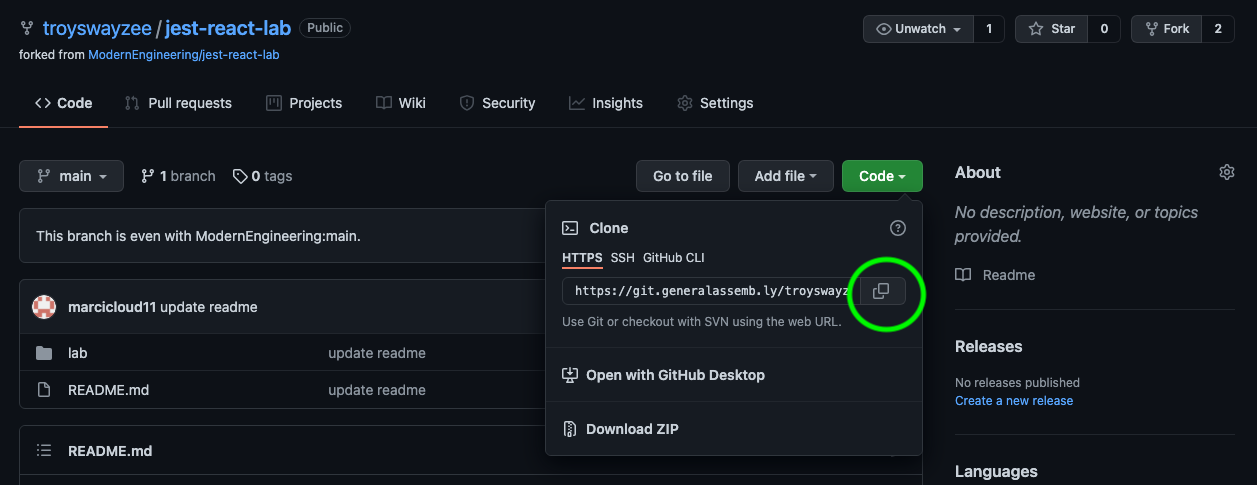 troyswayzee / jest-react-lab Public
Unwatch 1 Star 0 Fork 2
forked from ModernEngineering/jest-react-lab
Code Pull requests Projects Wiki Security Insights Settings
main 1 branch 0 tags Go to file Add file Code
This branch is even with ModernEngineering:main.
marcicloud11 update readme
lab update readme
README.md update readme
README.md
Clone
HTTPS SSH GitHub CLI
https://git.generalassemb.ly/troyswayz
Use Git or checkout with SVN using the web URL.
Open with GitHub Desktop
Download ZIP
About
No description, website, or topics
provided.
Readme
Releases
No releases published
Create a new release
Languages